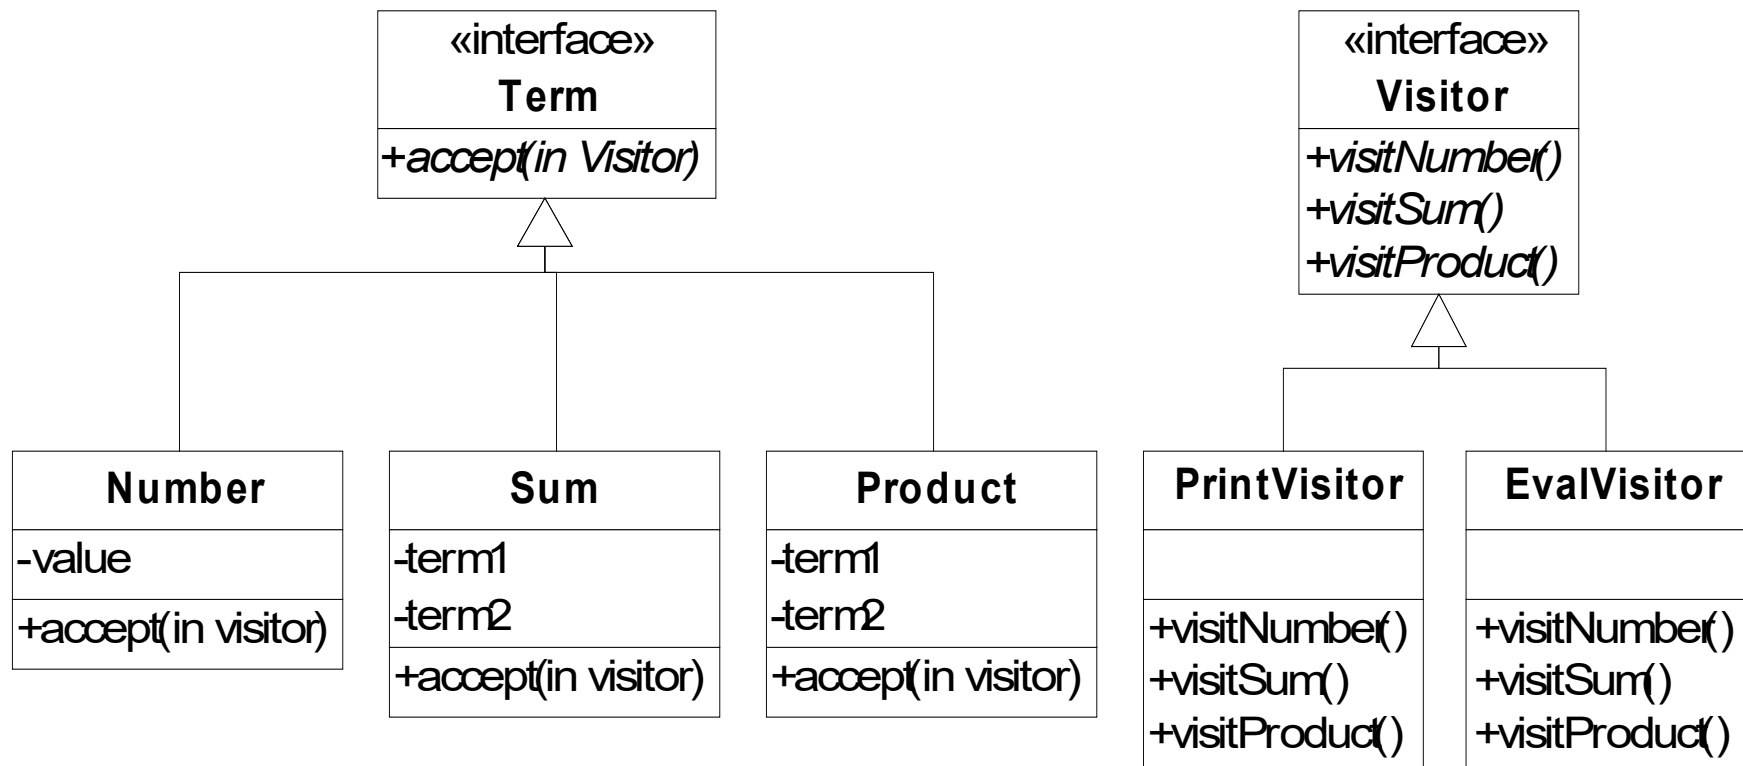 «interface»
Term
+accept(in Visitor)
«interface»
Visitor
+visitNumber()
+visitSum()
+visitProduct()
Number
-value
+accept(in visitor)
Sum
-term1
-term2
+accept(in visitor)
Product
-term1
-term2
+accept(in visitor)
PrintVisitor
+visitNumber()
+visitSum()
+visitProduct()
EvalVisitor
+visitNumber()
+visitSum()
+visitProduct()